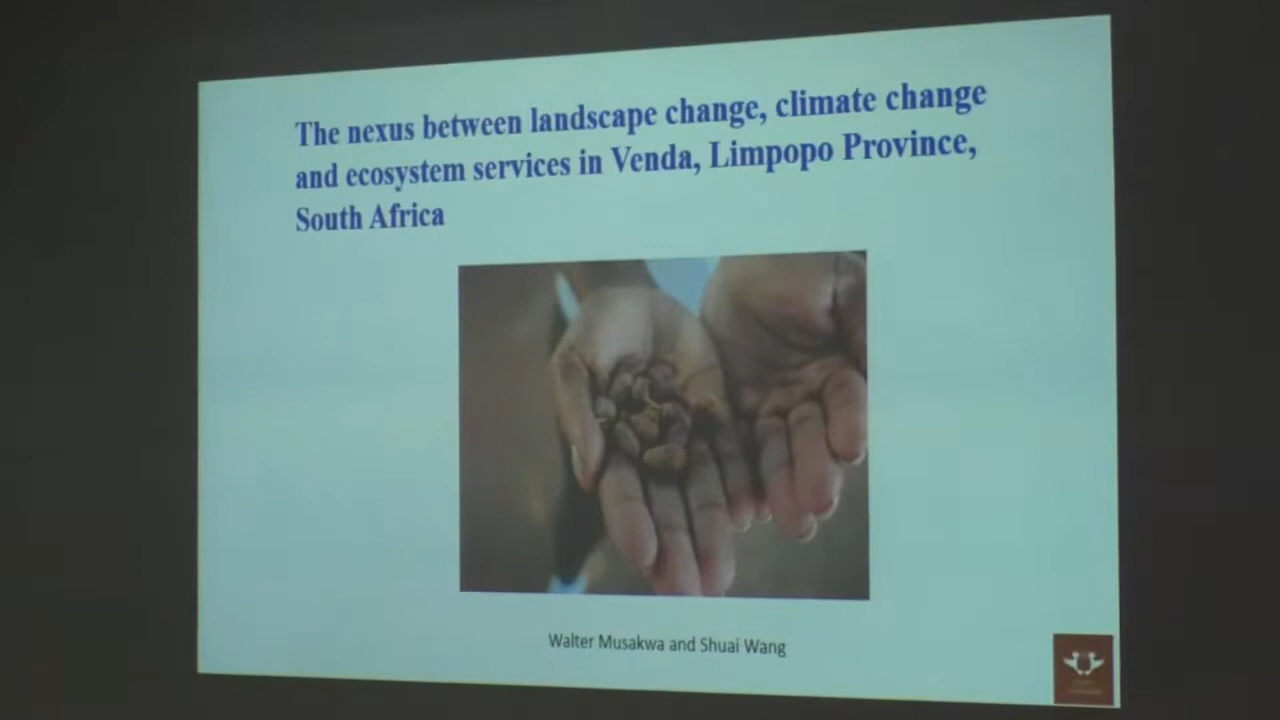 The nexus between landscape change, climate change
and ecosystem services in Venda, Limpopo Province,
South Africa
Walter Musakwa and Shuai Wang